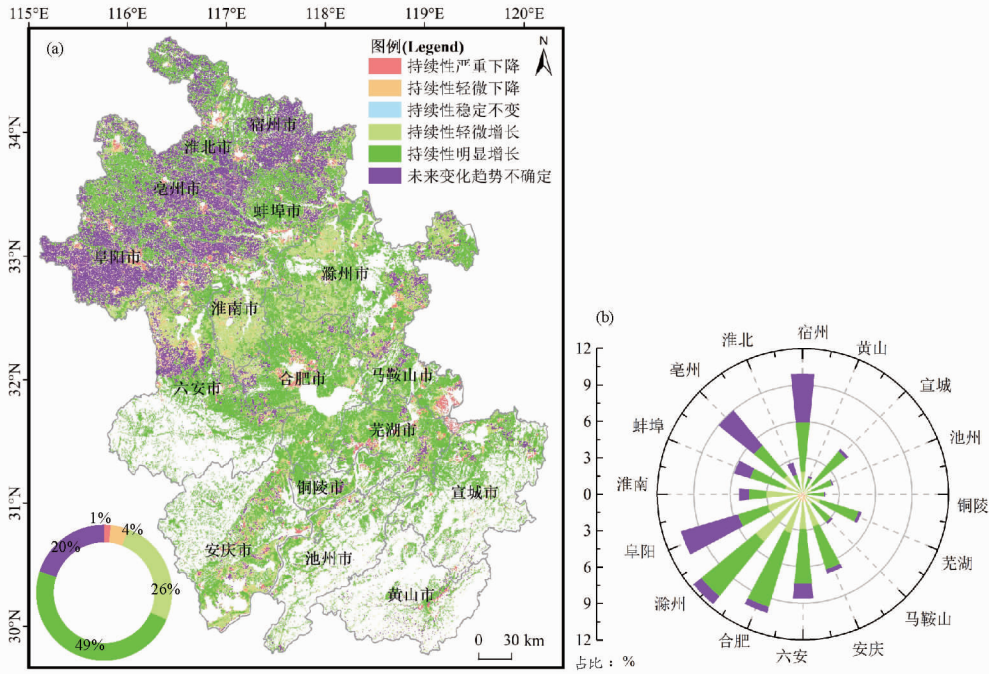 115°E 116°E 117°E 118°E 119°E 120°E
(a)
图例(Legend)
N
持续性严重下降
持续性轻微下降
持续性稳定不变
持续性轻微增长
持续性明显增长
未来变化趋势不确定
34°N
33°N
32°N
31°N
30°N
宿州市
淮北市
亳州市
蚌埠市
阜阳市
滁州市
淮南市
六安市
合肥市
马鞍山市
芜湖市
铜陵市
宣城市
安庆市
池州市
黄山市
1%
4%
20%
26%
49%
0 30 km
(b)
12
9
6
3
0
3
6
9
12
占比：%
宿州
黄山
宣城
池州
铜陵
芜湖
马鞍山
安庆
六安
合肥
滁州
阜阳
淮南
蚌埠
亳州
淮北